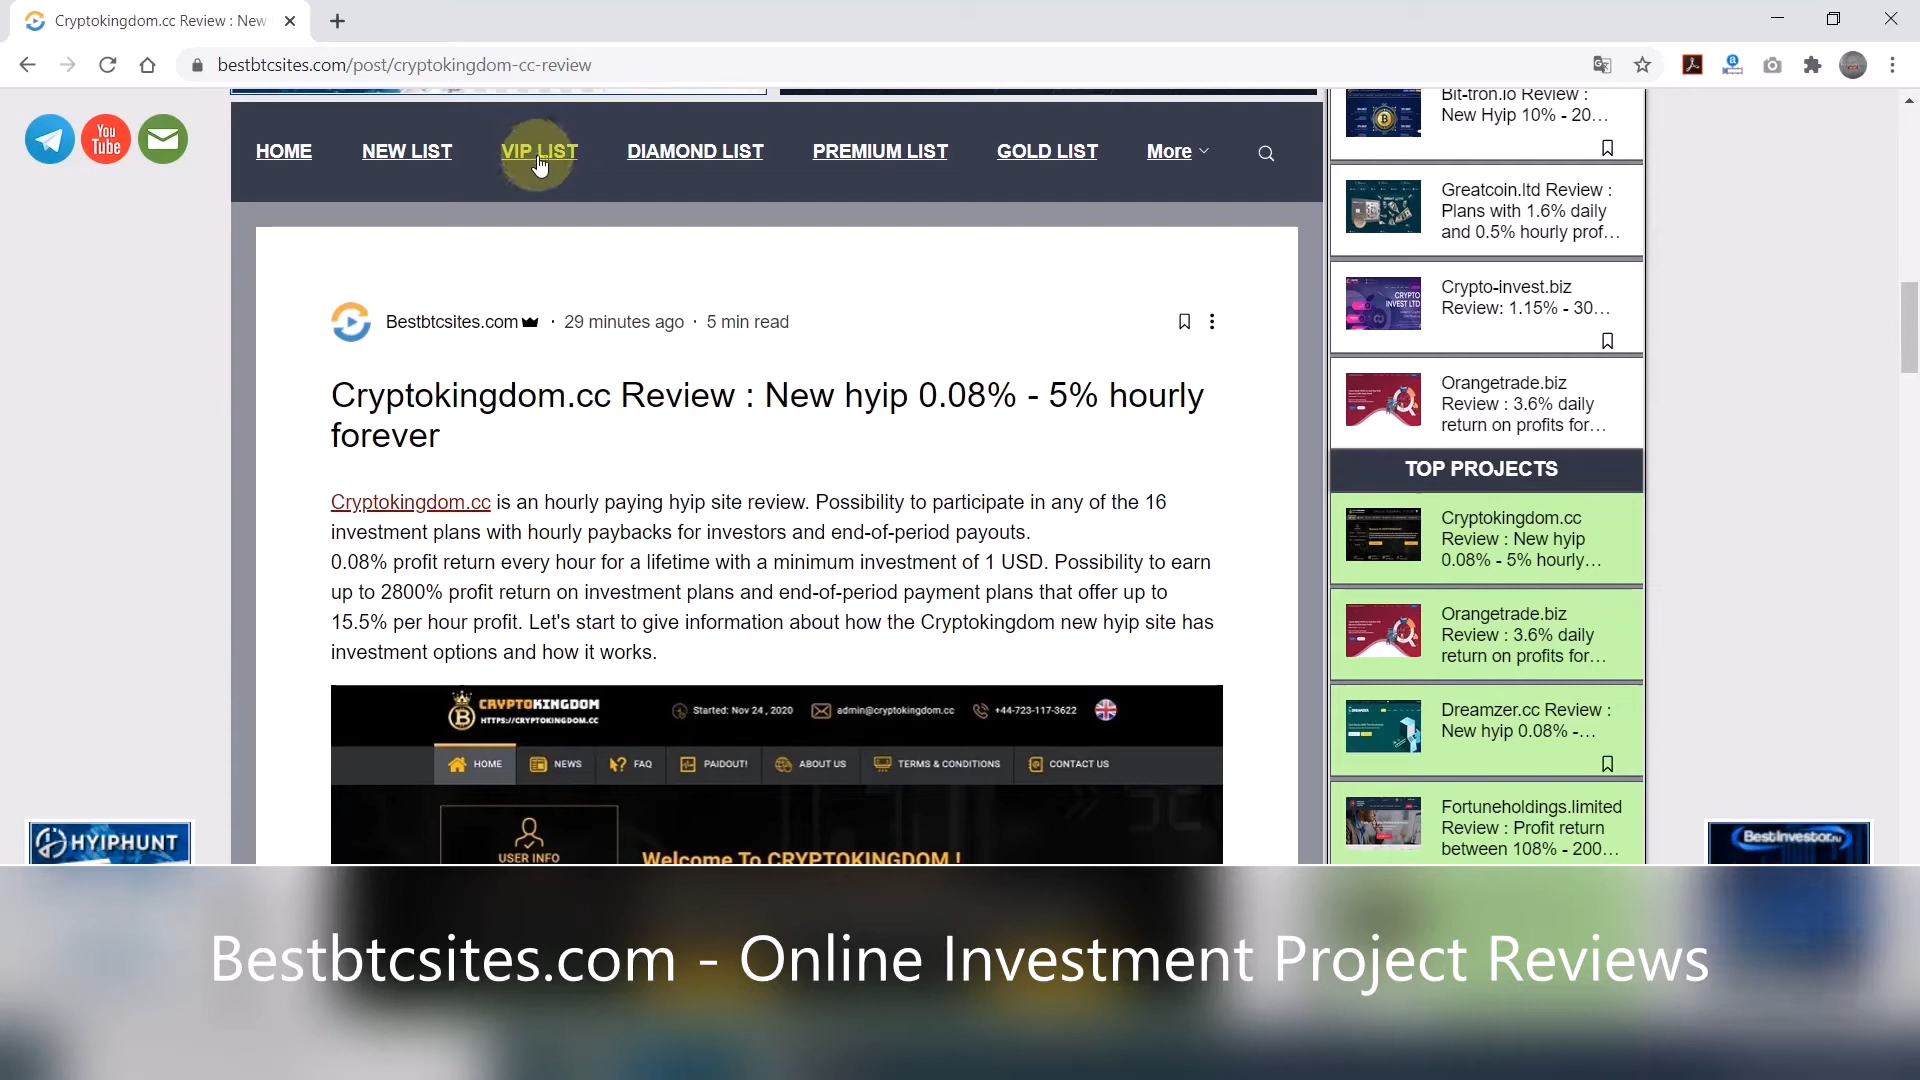 Cryptokingdom.cc Review : New
bestbtcsites.com/post/cryptokingdom-cc-review
You
Tube
HOME NEW LIST VIP LIST DIAMOND LIST PREMIUM LIST GOLD LIST More
Bestbtcsites.com · 29 minutes ago · 5 min read
Cryptokingdom.cc Review : New hyip 0.08% - 5% hourly
forever
Cryptokingdom.cc is an hourly paying hyip site review. Possibility to participate in any of the 16
investment plans with hourly paybacks for investors and end-of-period payouts.
0.08% profit return every hour for a lifetime with a minimum investment of 1 USD. Possibility to earn
up to 2800% profit return on investment plans and end-of-period payment plans that offer up to
15.5% per hour profit. Let's start to give information about how the Cryptokingdom new hyip site has
investment options and how it works.
CRYPTOKINGDOM
HTTPS://CRYPTOKINGDOM.CC
Started: Nov 24, 2020 admin@cryptokingdom.cc +44-723-117-3622
HOME NEWS FAQ PAIDOUT! ABOUT US TERMS & CONDITIONS CONTACT US
USER INFO
Welcome To CRYPTOKINGDOM !
Bit-tron.io Review :
New Hyip 10% - 20...
Greatcoin.ltd Review :
Plans with 1.6% daily
and 0.5% hourly prof...
CRYPTO
INVEST LTD
Crypto-invest.biz
Review: 1.15% - 30...
Orangetrade.biz
Review : 3.6% daily
return on profits for...
TOP PROJECTS
Cryptokingdom.cc
Review : New hyip
0.08% - 5% hourly...
Orangetrade.biz
Review : 3.6% daily
return on profits for...
Dreamzer.cc Review :
New hyip 0.08% -...
Fortuneholdings.limited
Review : Profit return
between 108% - 200...
HYIPHUNT
BestInvestor.ru
Bestbtcsites.com - Online Investment Project Reviews